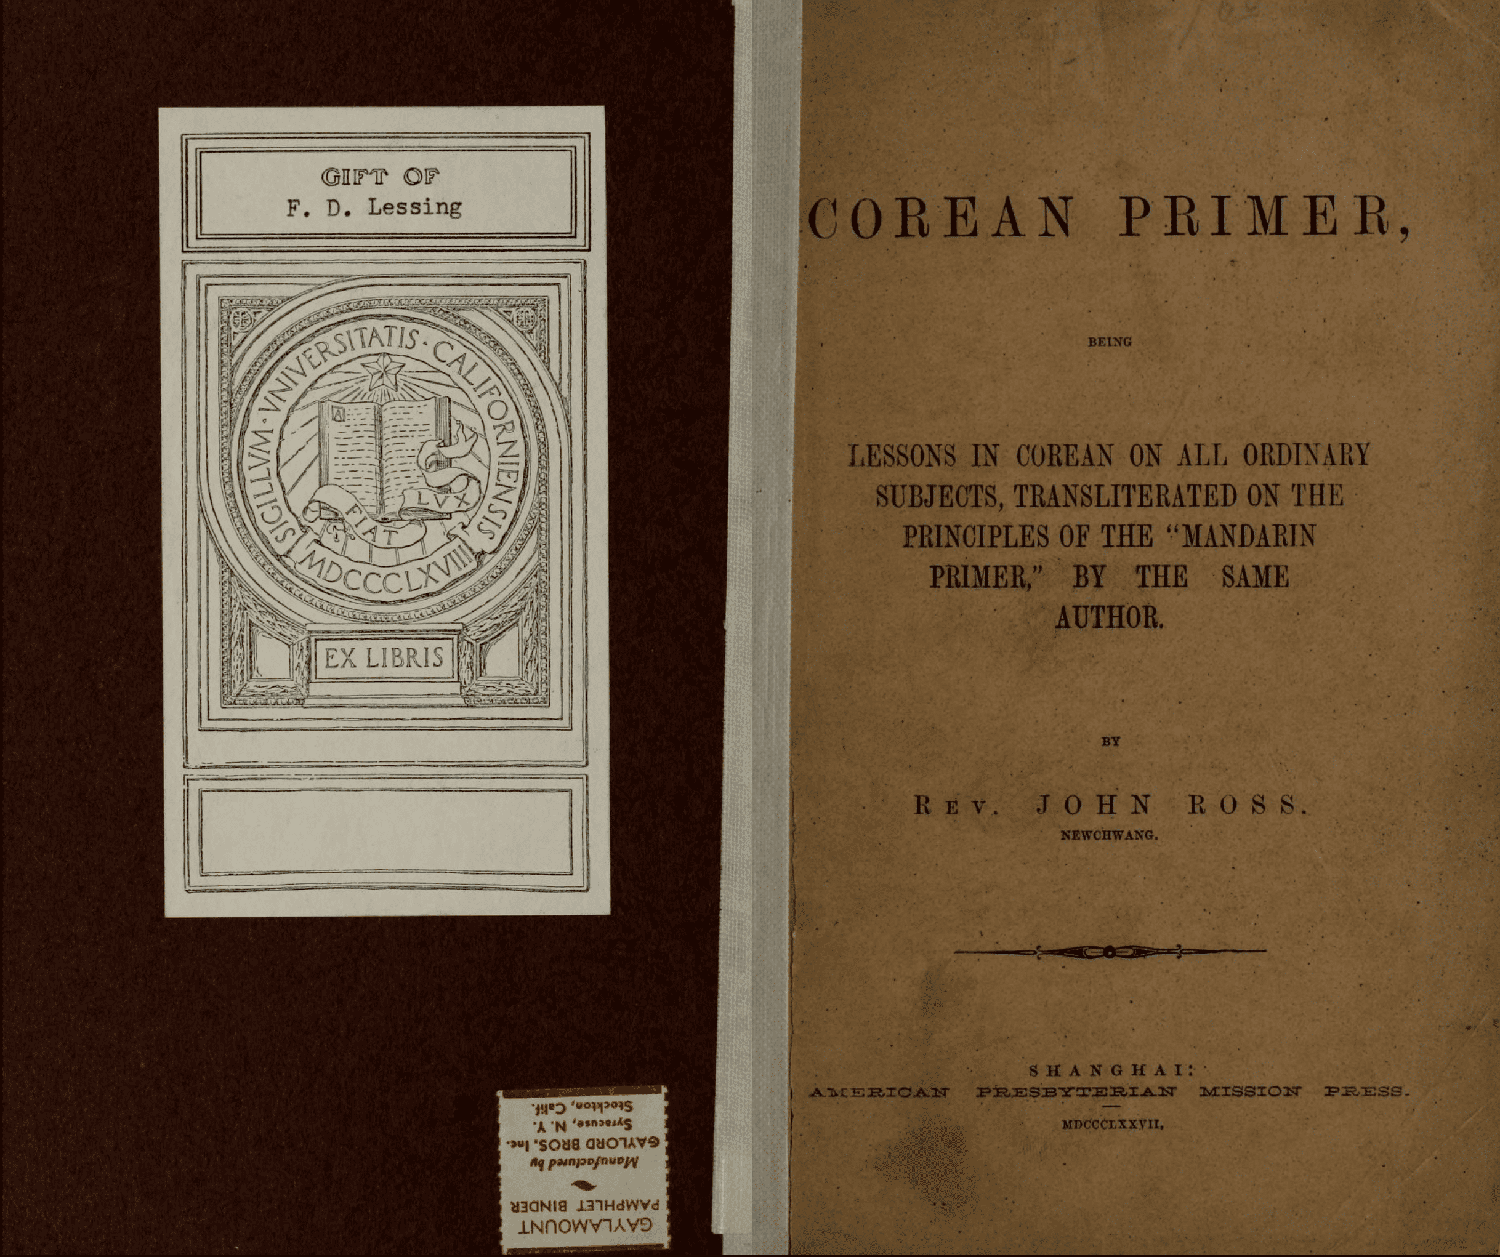 GIFT OF
F. D. Lessing
SIGILLVM · VNIVERSITATIS · CALIFORNIENSIS
A
LVX
FIAT
MDCCCLXVIII
EX LIBRIS
GAYLAMOUNT
PAMPHLET BINDER
Manufactured by
GAYLORD BROS. Inc.
Syracuse, N. Y.
Stockton, Calif.
COREAN PRIMER,
BEING
LESSONS IN COREAN ON ALL ORDINARY
SUBJECTS, TRANSLITERATED ON THE
PRINCIPLES OF THE “MANDARIN
PRIMER,” BY THE SAME
AUTHOR.
BY
REV. JOHN ROSS.
NEWCHWANG.
SHANGHAI:
AMERICAN PRESBYTERIAN MISSION PRESS.
MDCCCLXXVII.